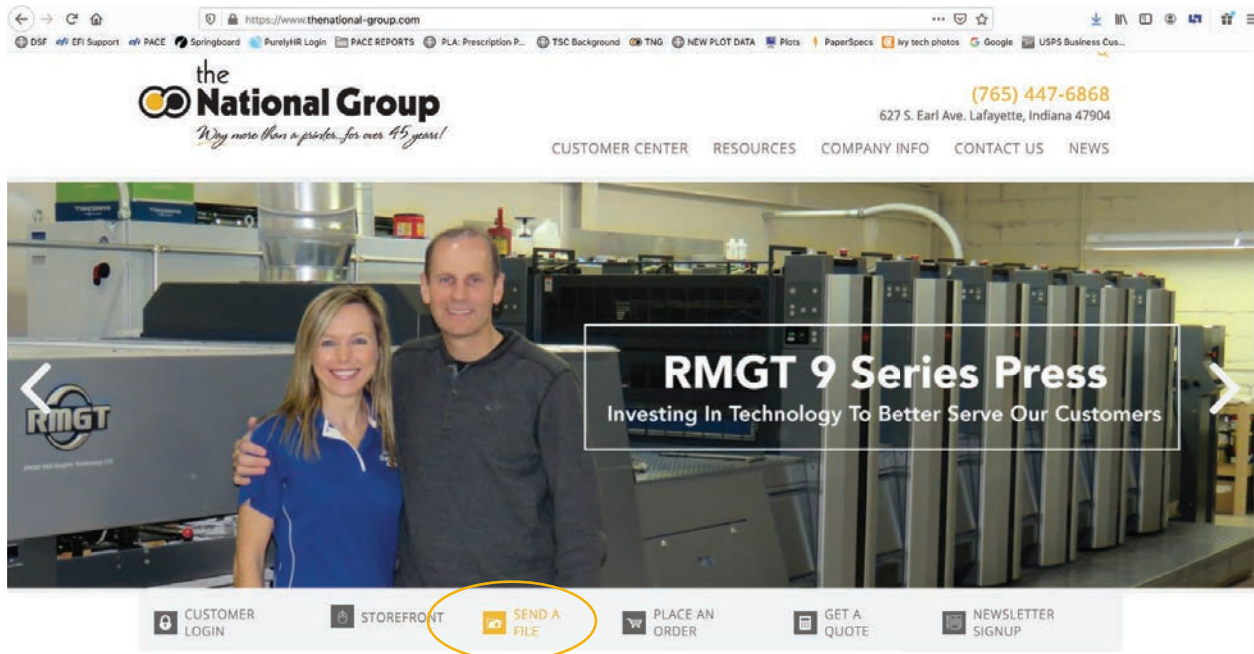 https://www.thenational-group.com
DSF efi EFI Support efi PACE Springboard PurelyHR Login PACE REPORTS PLA: Prescription P... TSC Background TNG NEW PLOT DATA Plots PaperSpecs Ivy tech photos Google USPS Business Cus...
the
National Group
Way more than a printer...for over 45 years!
(765) 447-6868
627 S. Earl Ave. Lafayette, Indiana 47904
CUSTOMER CENTER RESOURCES COMPANY INFO CONTACT US NEWS
RMGT 9 Series Press
Investing In Technology To Better Serve Our Customers
RMGT
CUSTOMER
LOGIN
STOREFRONT
SEND A
FILE
PLACE AN
ORDER
GET A
QUOTE
NEWSLETTER
SIGNUP